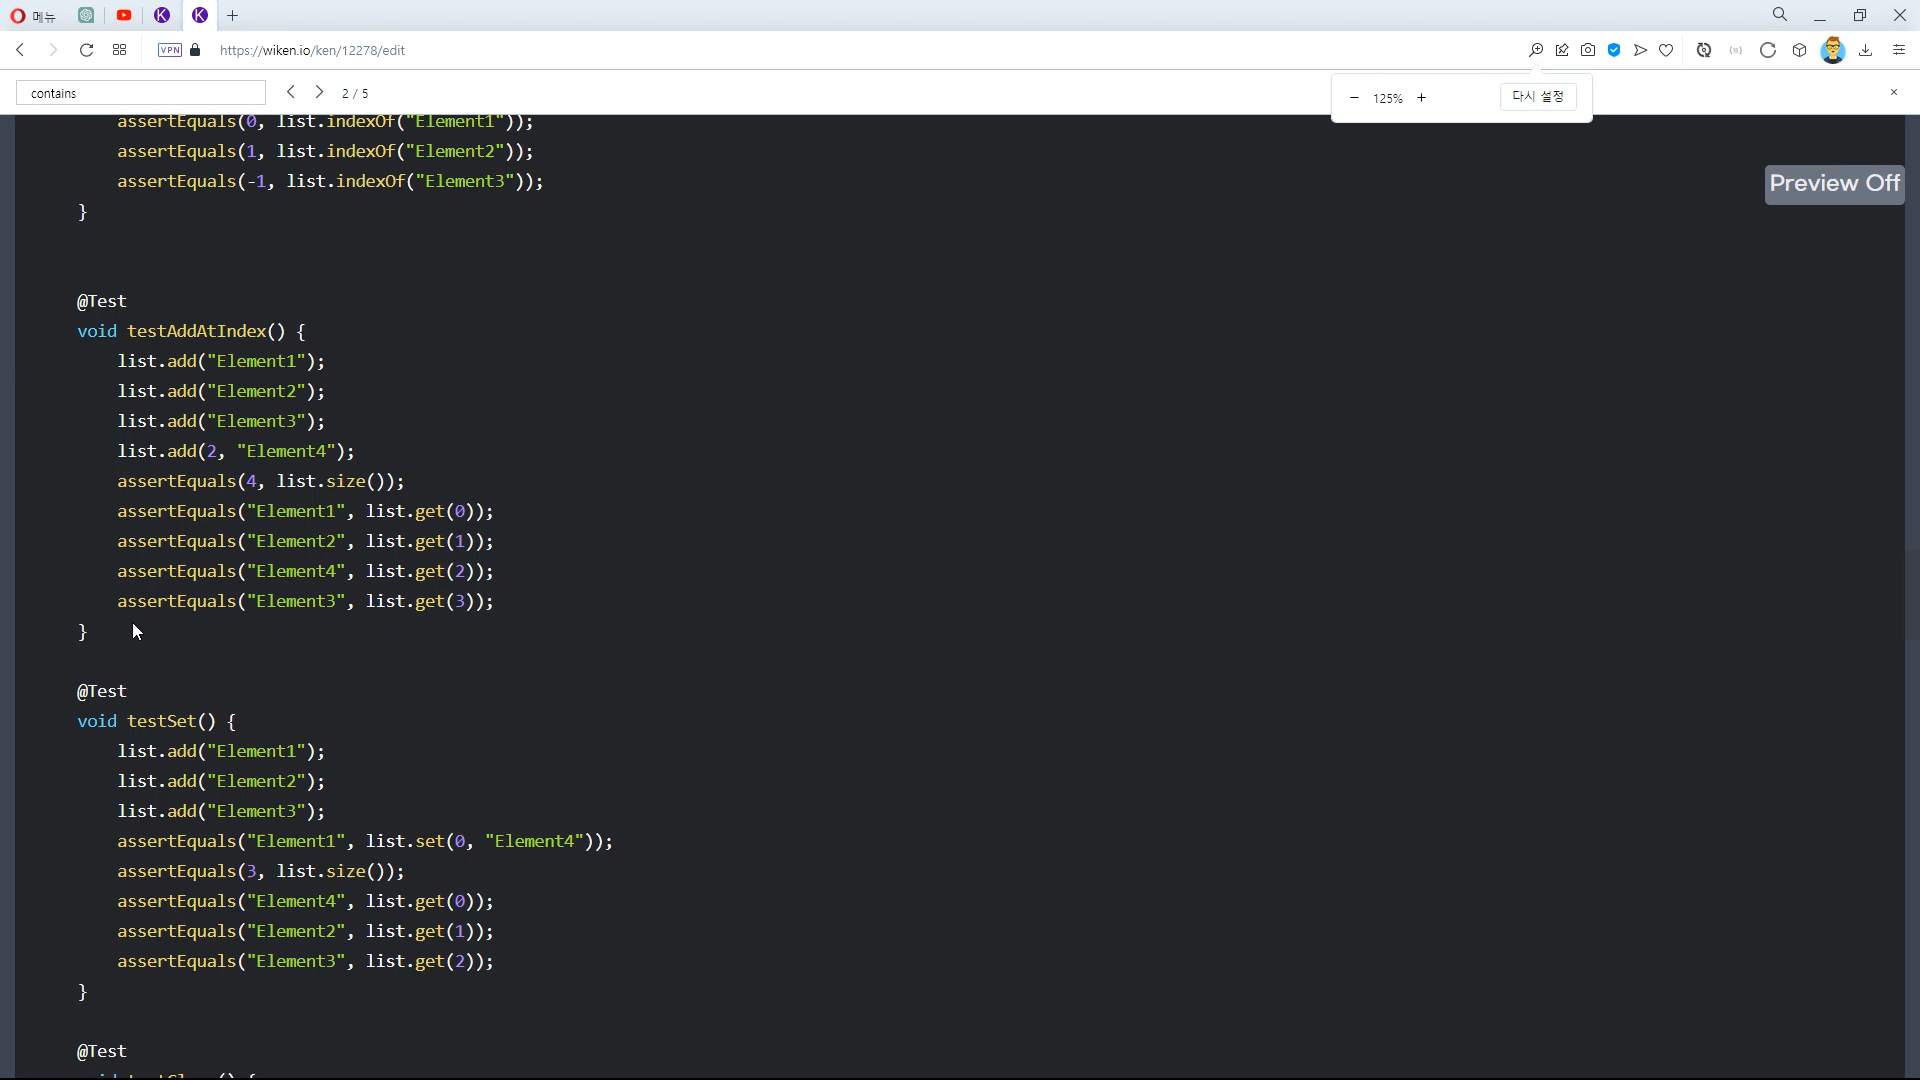 메뉴
VPN https://wiken.io/ken/12278/edit
contains 2 / 5
125% 다시 설정
Preview Off
assertEquals(0, list.indexOf("Element1"));
assertEquals(1, list.indexOf("Element2"));
assertEquals(-1, list.indexOf("Element3"));
}
@Test
void testAddAtIndex() {
list.add("Element1");
list.add("Element2");
list.add("Element3");
list.add(2, "Element4");
assertEquals(4, list.size());
assertEquals("Element1", list.get(0));
assertEquals("Element2", list.get(1));
assertEquals("Element4", list.get(2));
assertEquals("Element3", list.get(3));
}
@Test
void testSet() {
list.add("Element1");
list.add("Element2");
list.add("Element3");
assertEquals("Element1", list.set(0, "Element4"));
assertEquals(3, list.size());
assertEquals("Element4", list.get(0));
assertEquals("Element2", list.get(1));
assertEquals("Element3", list.get(2));
}
@Test